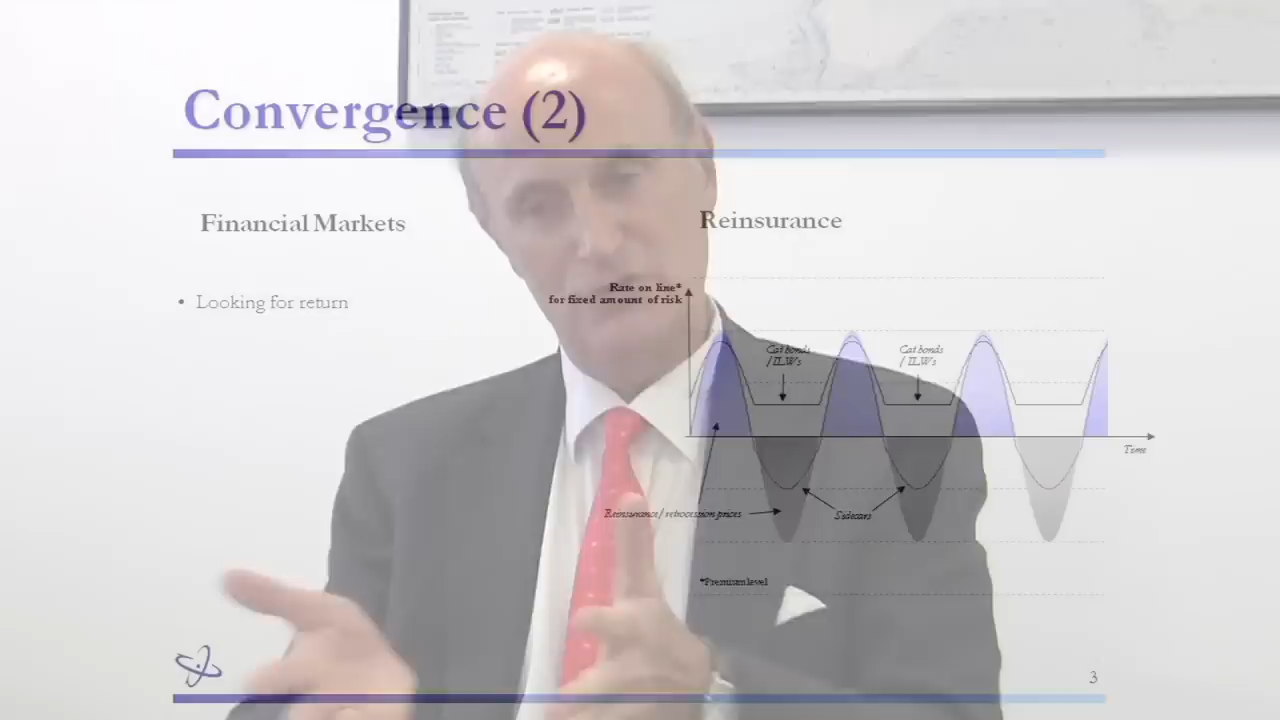 Convergence (2)
Financial Markets
Reinsurance
• Looking for return
Rate on line*
for fixed amount of risk
Cat bonds
/ ILW's
Cat bonds
/ ILW's
Time
Reinsurance/ retrocession prices
Sidecars
*Premium level
3